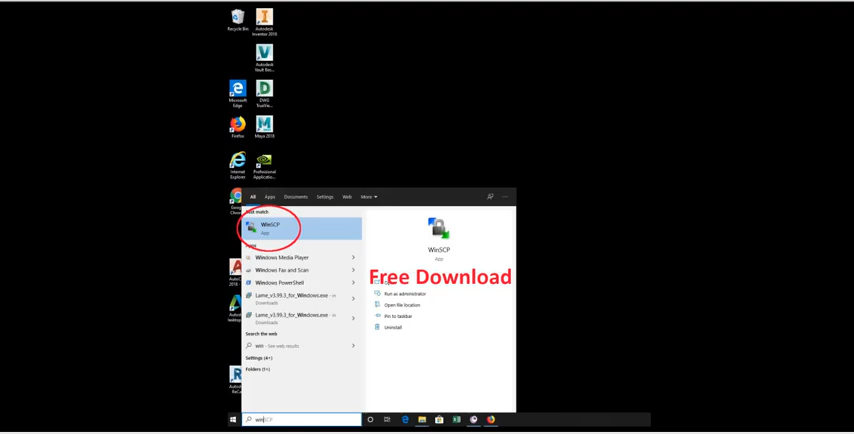 Recycle Bin
Autodesk
Inventor 2018
Autodesk
Vault Bas...
Microsoft
Edge
DWG
TrueVie...
Firefox
Maya 2018
Internet
Explorer
Professional
Applicatio...
All
Apps
Documents
Settings
Web
More
Best match
WinSCP
App
Apps
Windows Media Player
Windows Fax and Scan
Windows PowerShell
Lame_v3.99.3_for_Windows.exe - in
Downloads
Lame_v3.99.3_for_Windows.exe - in
Downloads
Search the web
win - See web results
Settings (4+)
Folders (1+)
WinSCP
App
Free Download
Run as administrator
Open file location
Pin to taskbar
Uninstall
winSCP